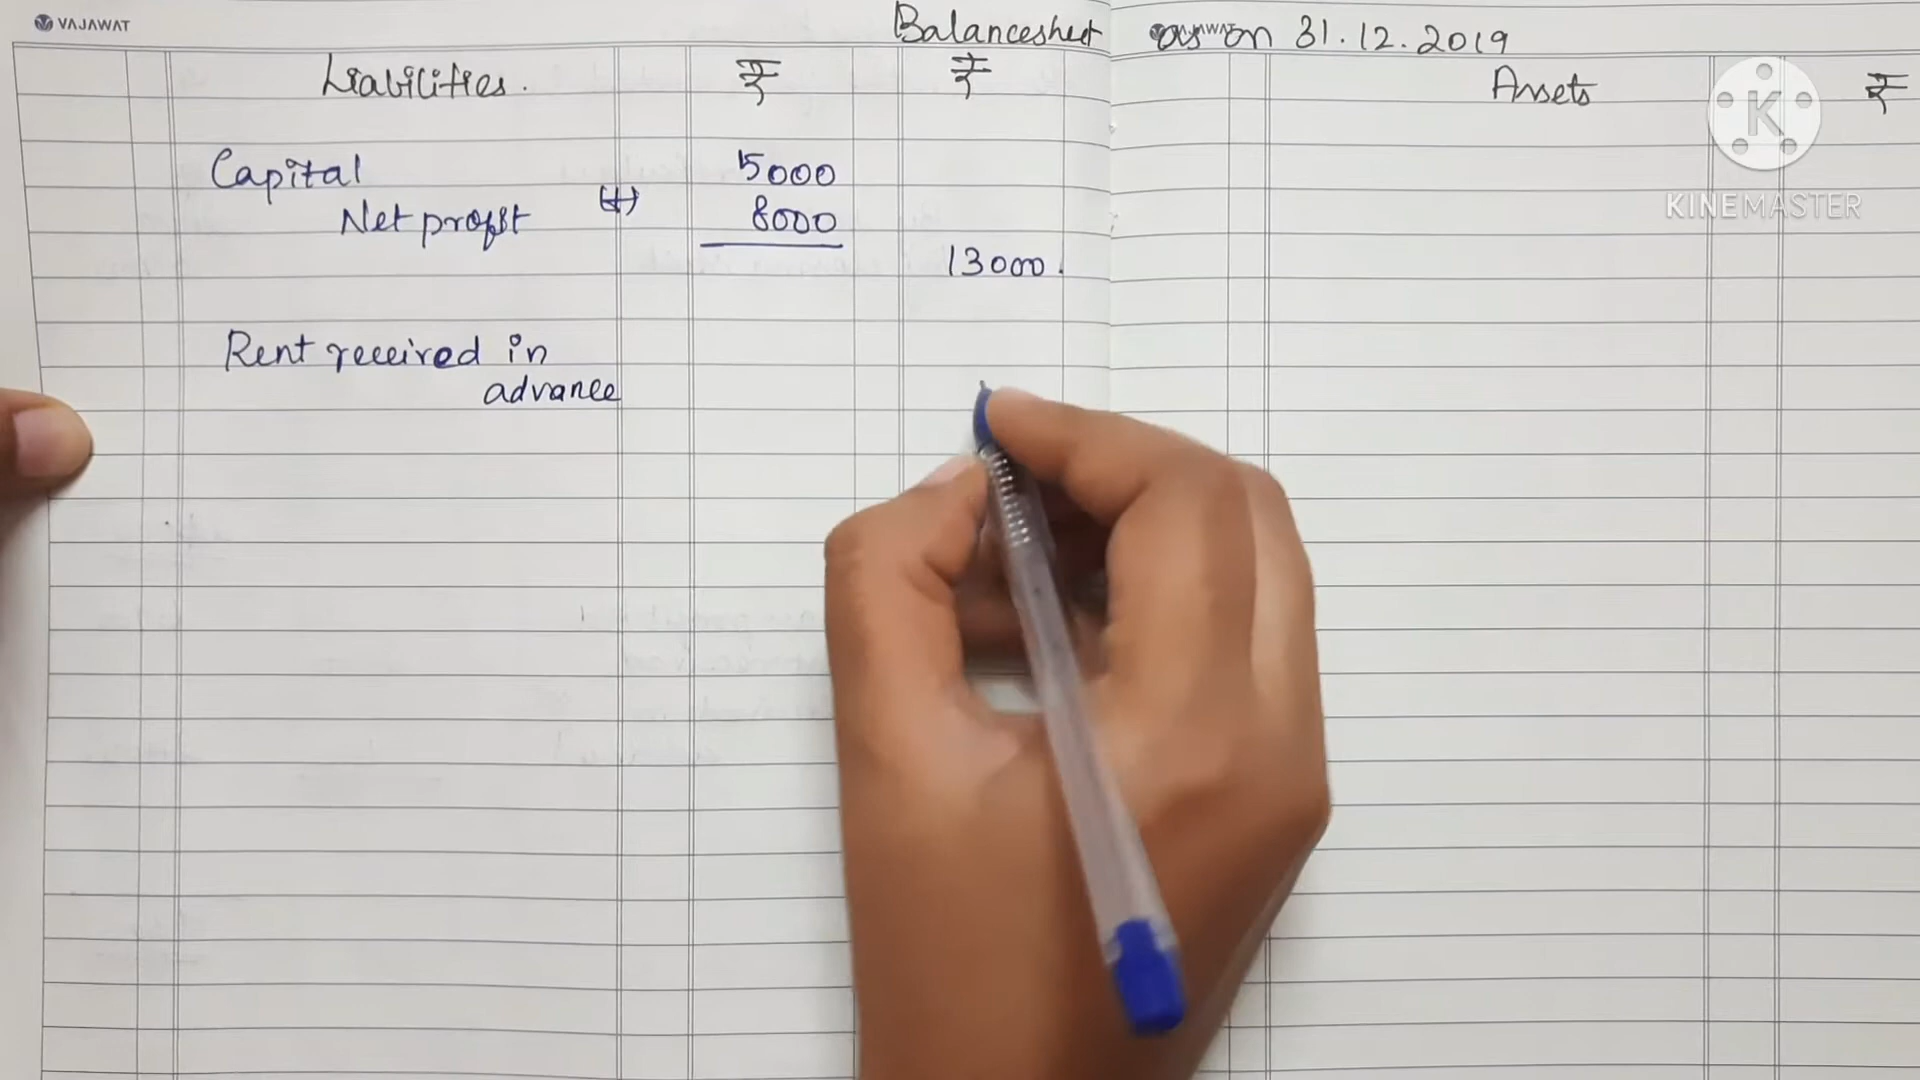 VAJAWAT
Balancesheet as on 31.12.2019
Liabilities. ₹ ₹ Assets ₹
Capital 5000
Net profit (+) 8000
13000.
Rent received in
advance
K
KINEMASTER